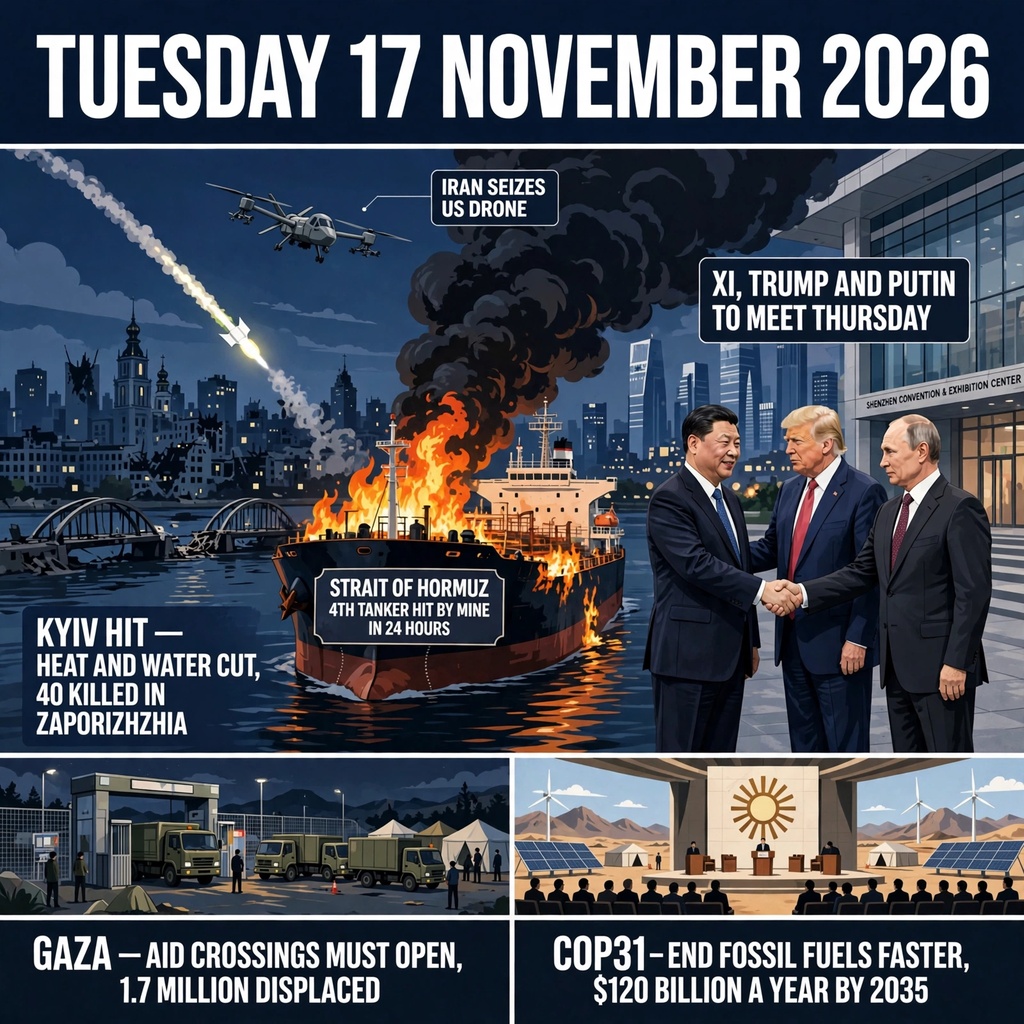 TUESDAY 17 NOVEMBER 2026
IRAN SEIZES
US DRONE
XI, TRUMP AND PUTIN
TO MEET THURSDAY
SHENZHEN CONVENTION & EXHIBITION CENTER
STRAIT OF HORMUZ
4TH TANKER HIT BY MINE
IN 24 HOURS
KYIV HIT —
HEAT AND WATER CUT,
40 KILLED IN
ZAPORIZHZHIA
GAZA — AID CROSSINGS MUST OPEN,
1.7 MILLION DISPLACED
COP31 – END FOSSIL FUELS FASTER,
$120 BILLION A YEAR BY 2035